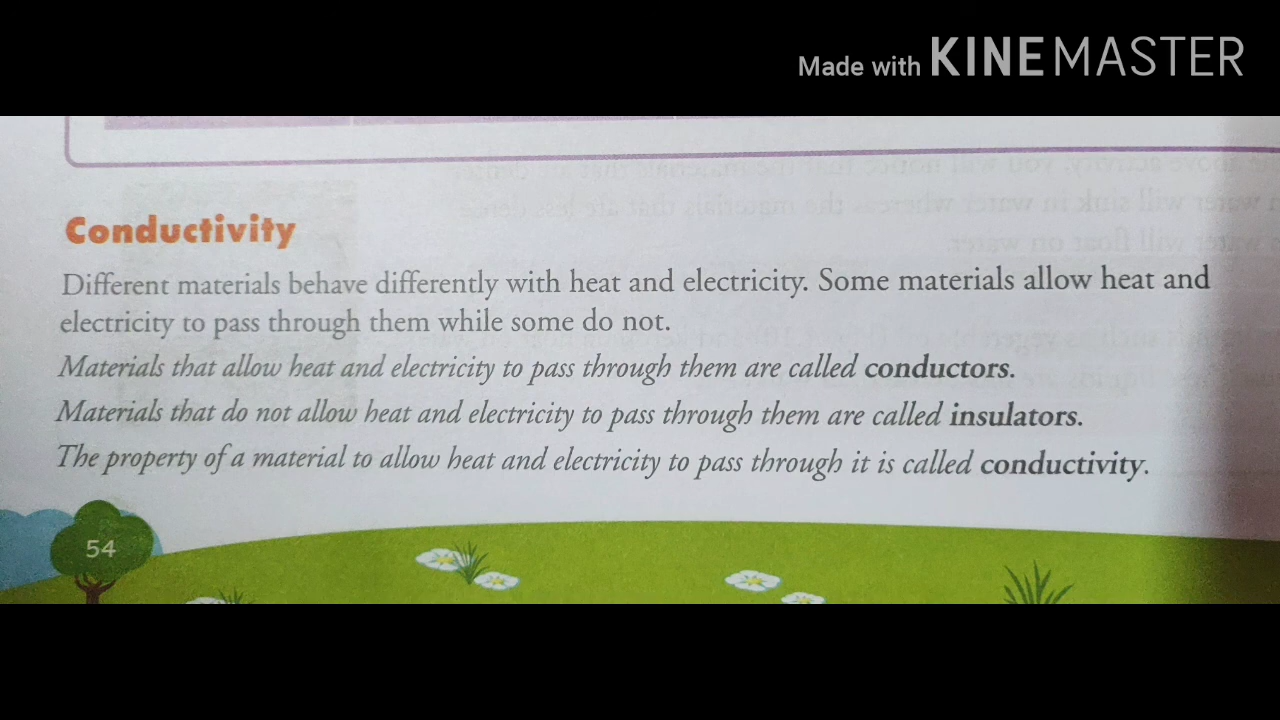 Made with KINEMASTER
Conductivity
Different materials behave differently with heat and electricity. Some materials allow heat and
electricity to pass through them while some do not.
Materials that allow heat and electricity to pass through them are called conductors.
Materials that do not allow heat and electricity to pass through them are called insulators.
The property of a material to allow heat and electricity to pass through it is called conductivity.
54